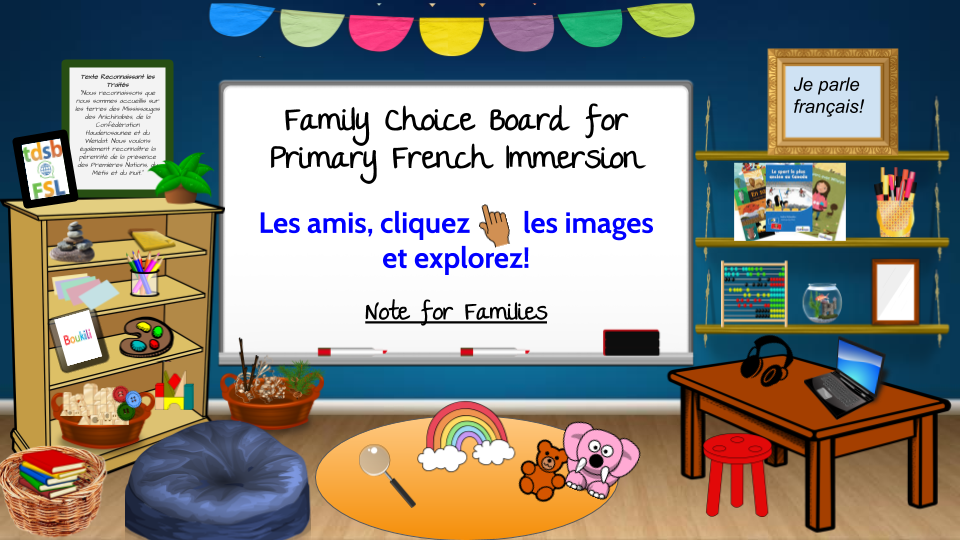 Texte Reconnaissant les
Traités
"Nous reconnaissons que
nous sommes accueillis sur
les terres des Mississaugas
des Anichinabés, de la
Confédération
Haudenosaunee et du
Wendat. Nous voulons
également reconnaître la
pérennité de la présence
des Premières Nations, de
Métis et du Inuit."
tdsb
FSL
Family Choice Board for
Primary French Immersion
Les amis, cliquez les images
et explorez!
Note for Families
Je parle
français!
Le sport le plus
ancien au Canada
Boukili